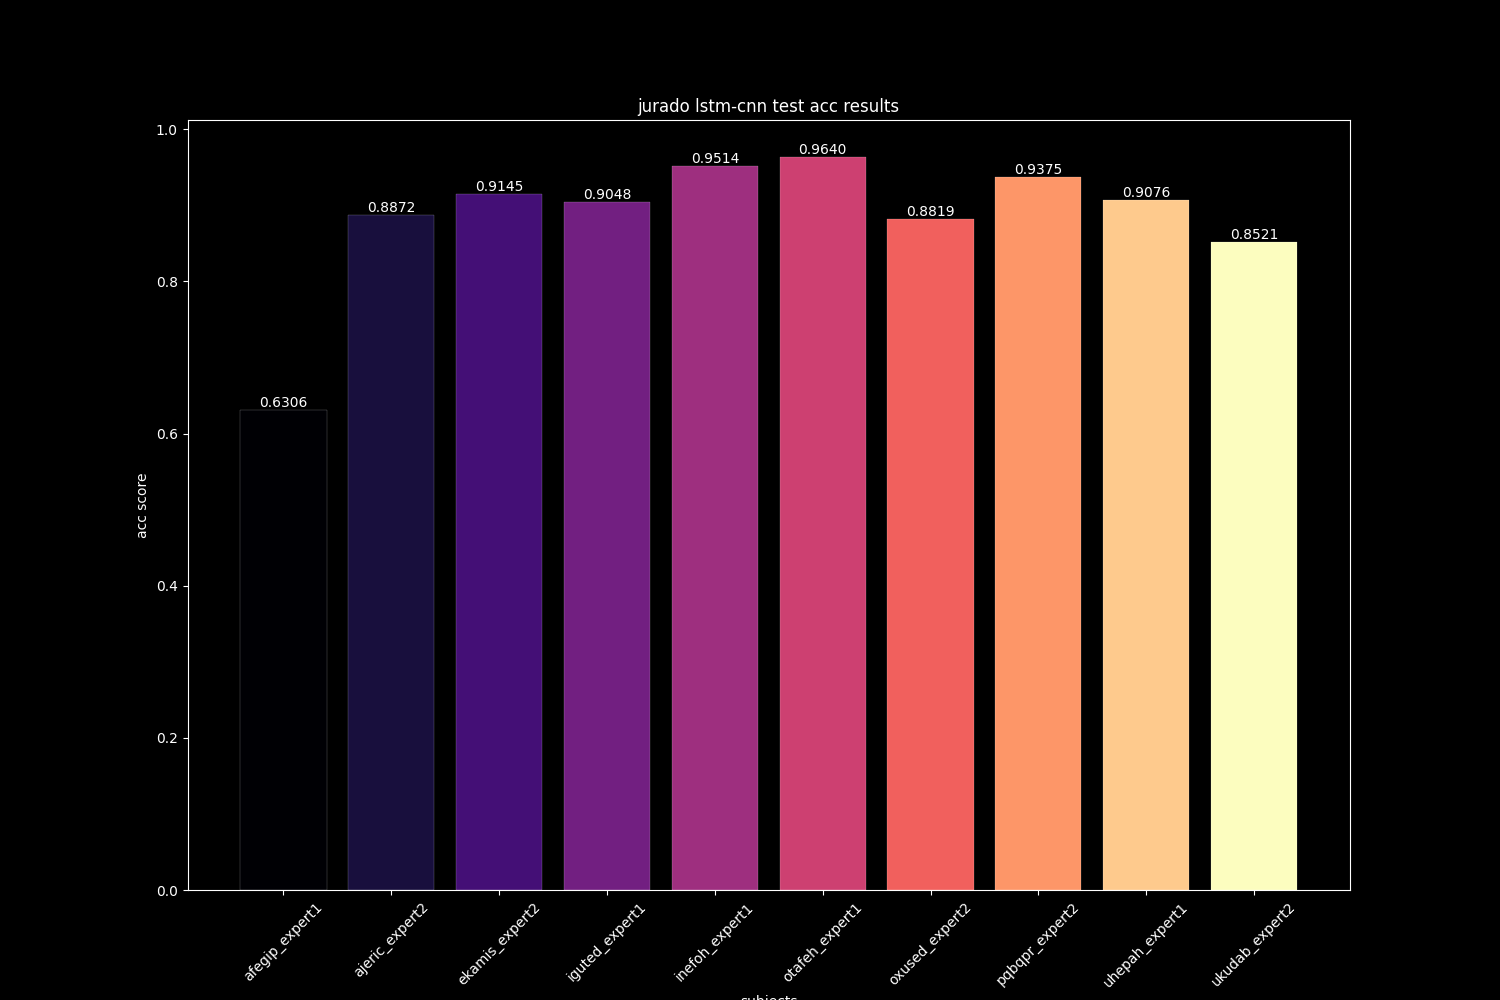 jurado lstm-cnn test acc results
1.0
0.8
0.6
0.4
0.2
0.0
acc score
0.6306
0.8872
0.9145
0.9048
0.9514
0.9640
0.8819
0.9375
0.9076
0.8521
afegip_expert1
ajeric_expert2
ekamis_expert2
iguted_expert1
inefoh_expert1
otafeh_expert1
oxused_expert2
pqbqpr_expert2
uhepah_expert1
ukudab_expert2
subjects